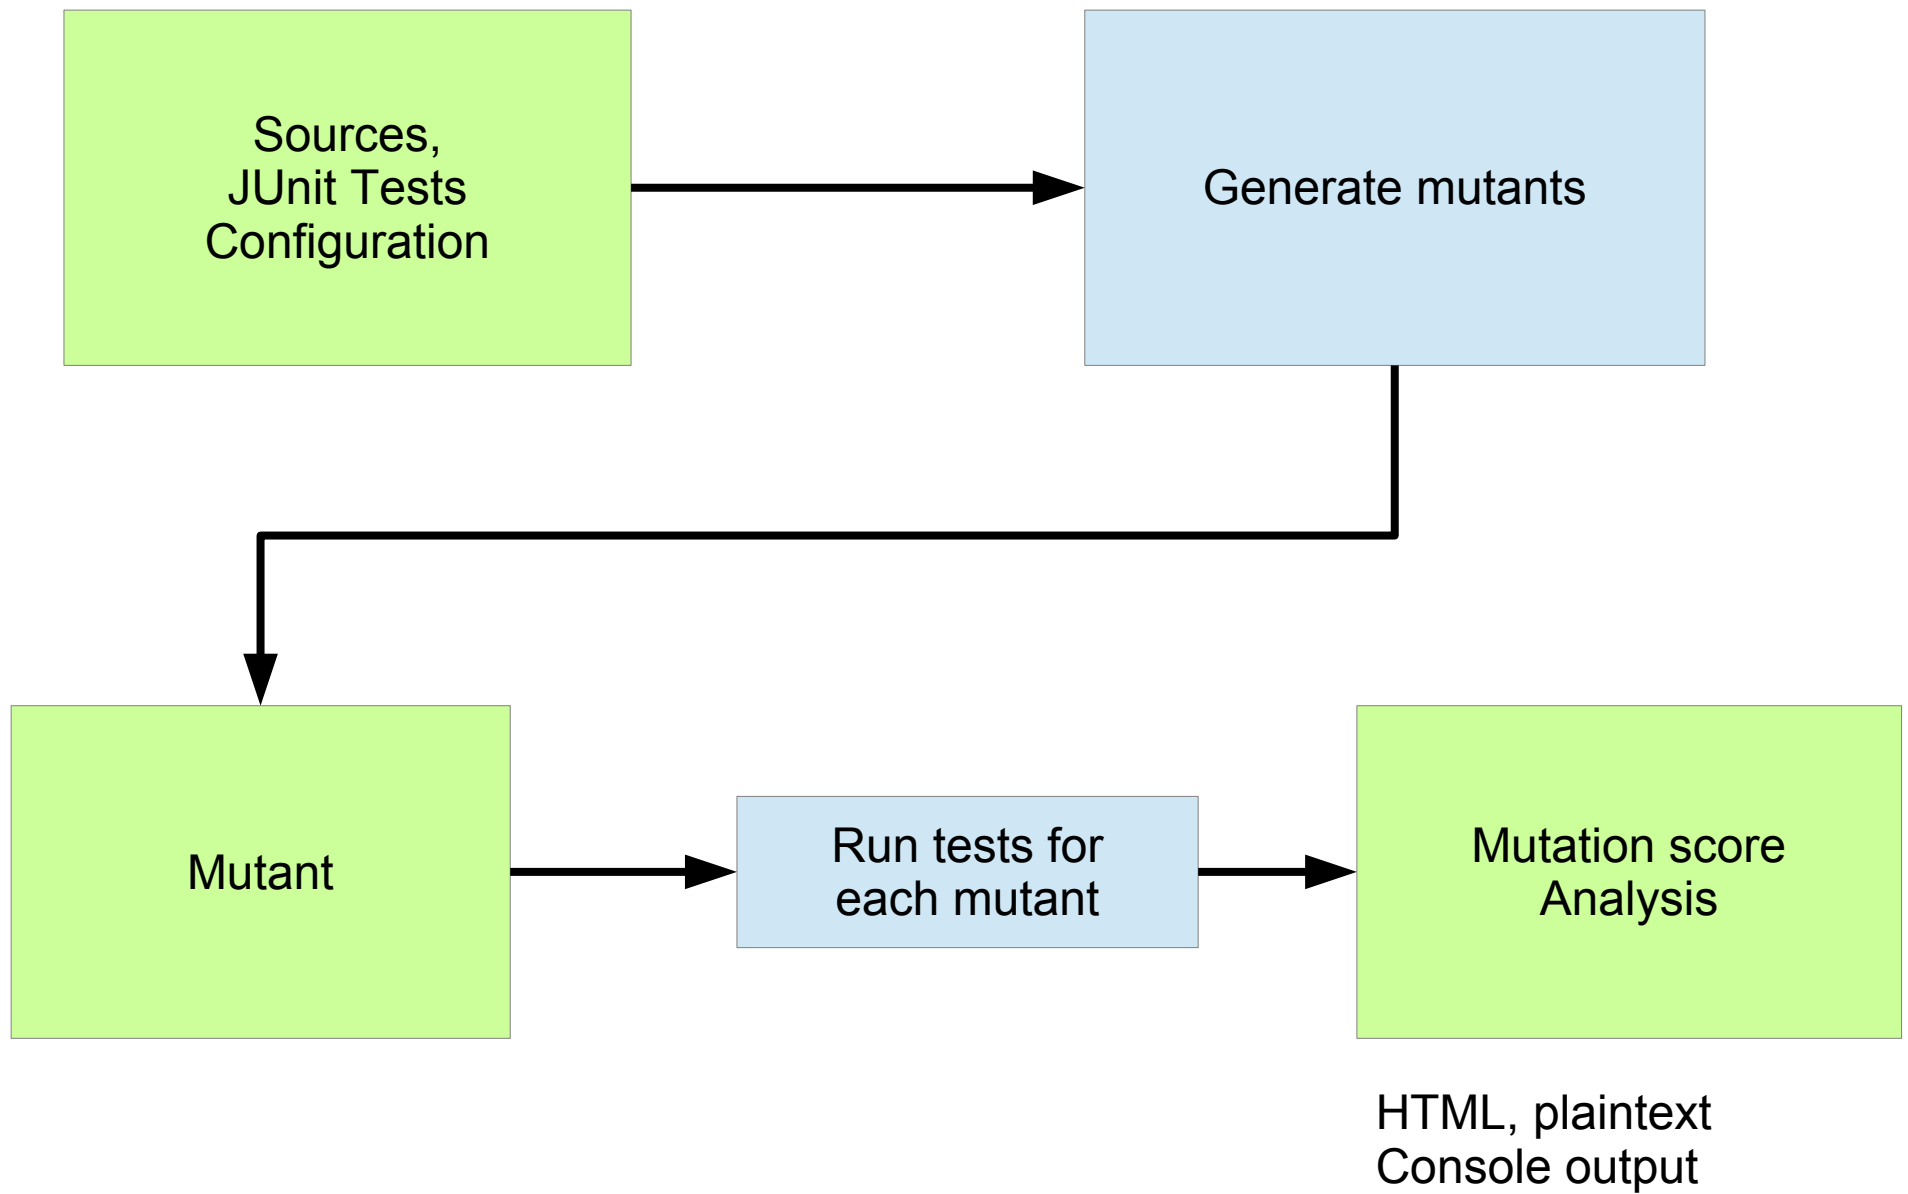 Sources,
JUnit Tests
Configuration
Generate mutants
Mutant
Run tests for
each mutant
Mutation score
Analysis
HTML, plaintext
Console output